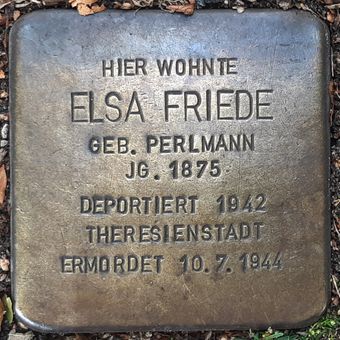 HIER WOHNTE
ELSA FRIEDE
GEB. PERLMANN
JG. 1875
DEPORTIERT 1942
THERESIENSTADT
ERMORDET 10.7.1944